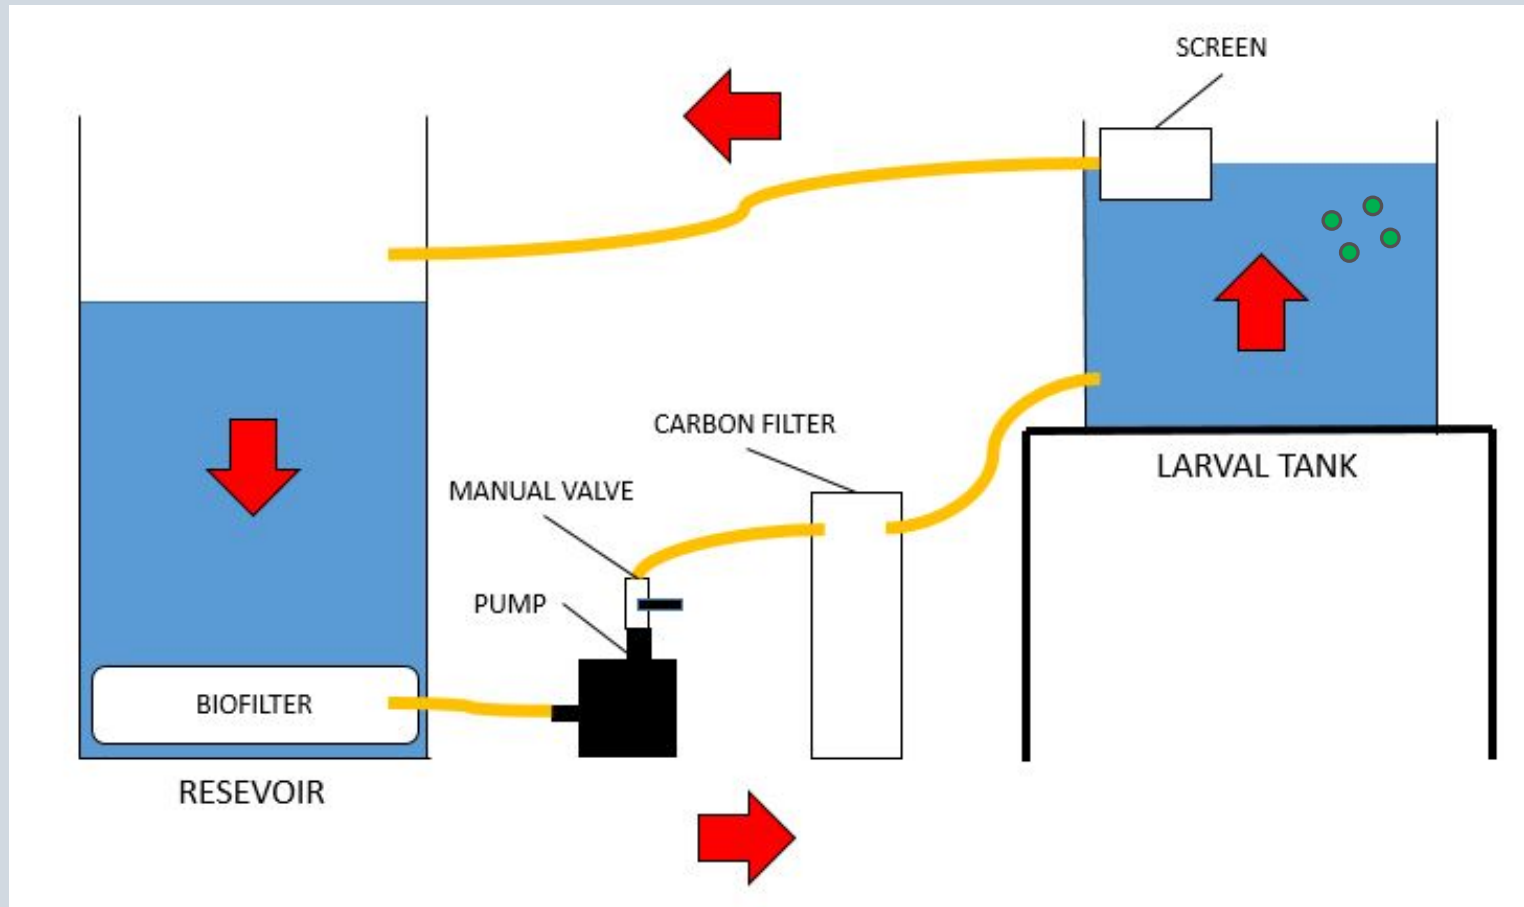 SCREEN
CARBON FILTER
LARVAL TANK
MANUAL VALVE
PUMP
BIOFILTER
RESEVOIR